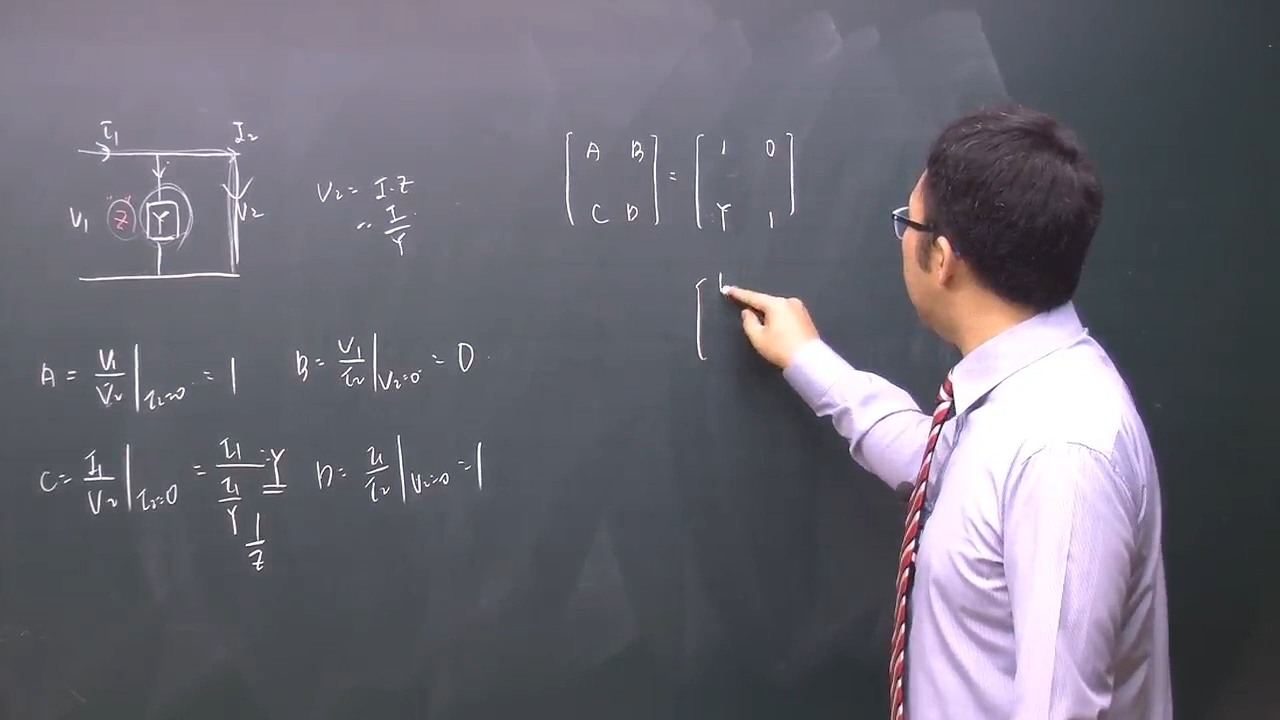 I₁ I₂
V₁ Z Y V₂
V₂ = I·Z
= I/Y
A = V₁/V₂ |I₂=0 = 1
B = V₁/I₂ |V₂=0 = 0
C = I₁/V₂ |I₂=0 = I₁/(I₁/Y) = Y
1/Z
D = I₁/I₂ |V₂=0 = 1
[A B] = [1 0]
[C D] [Y 1]
[ 1